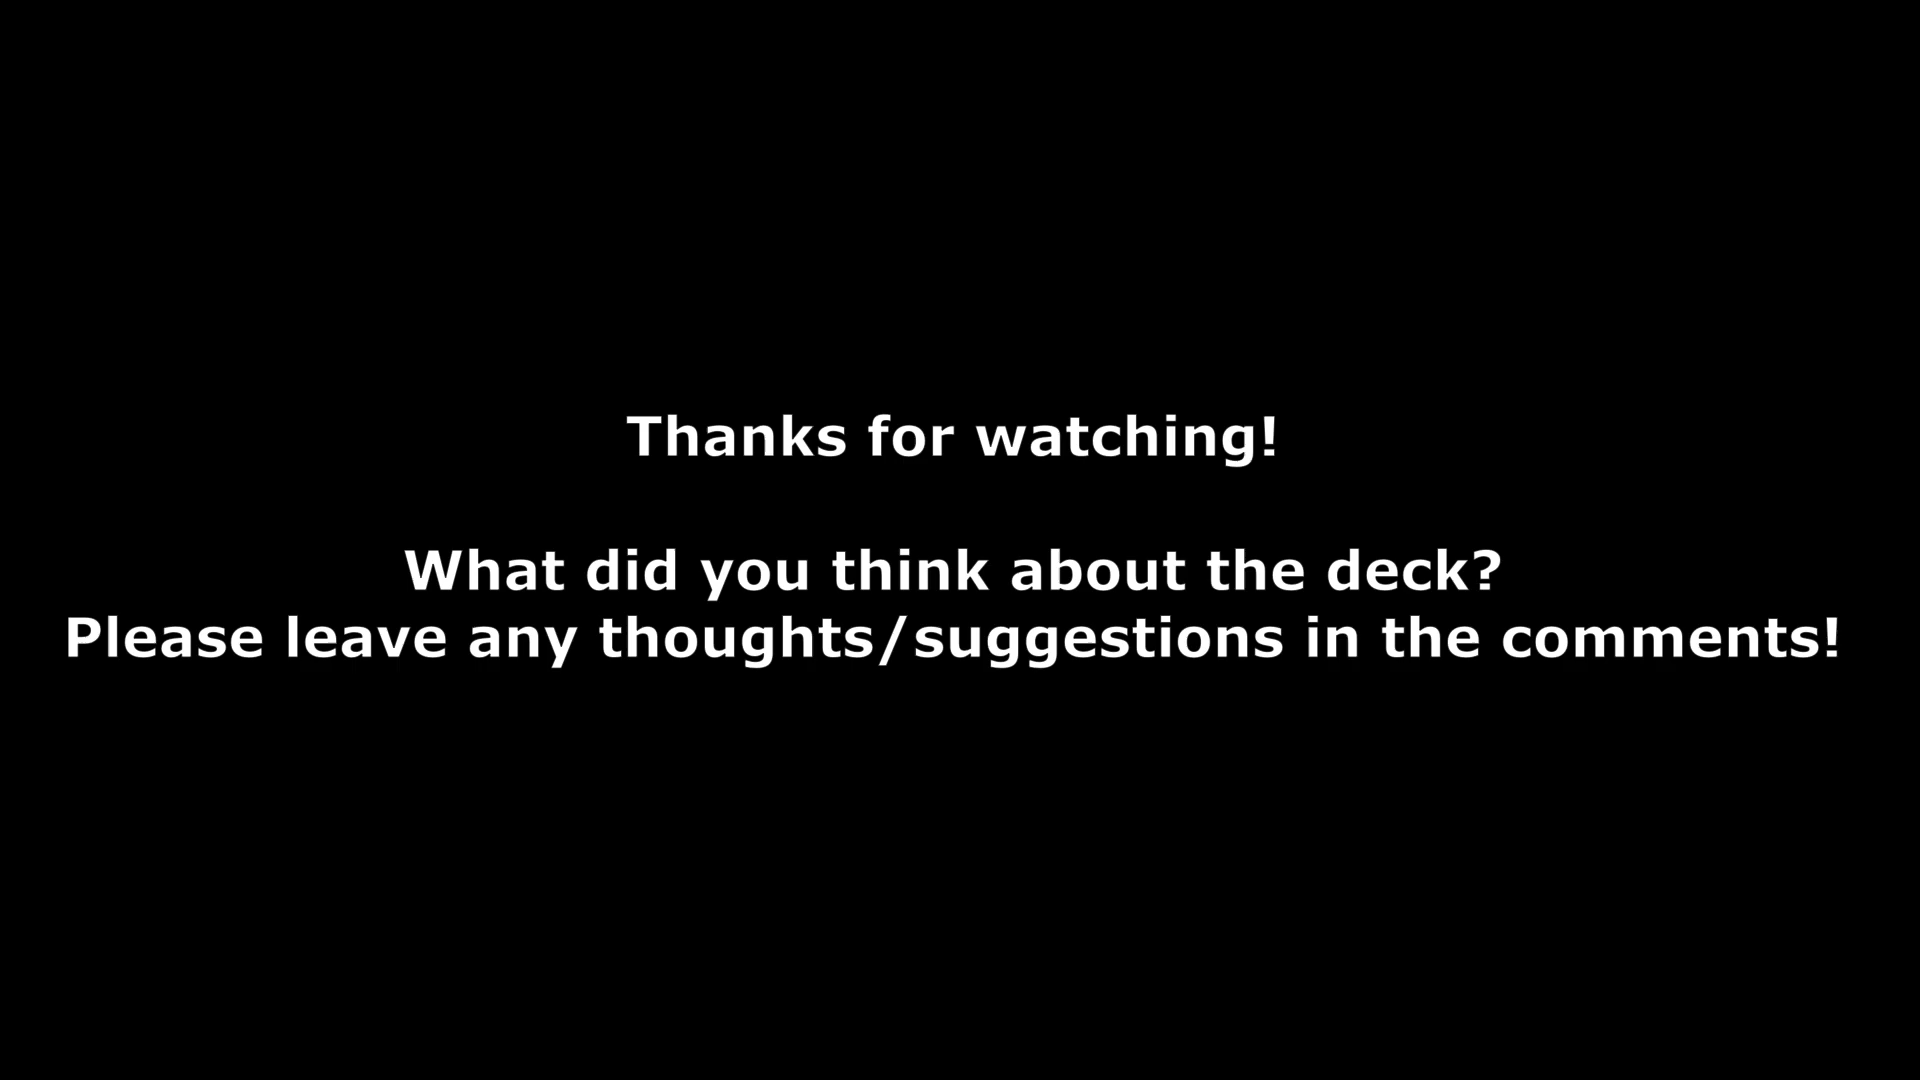 Thanks for watching!
What did you think about the deck?
Please leave any thoughts/suggestions in the comments!